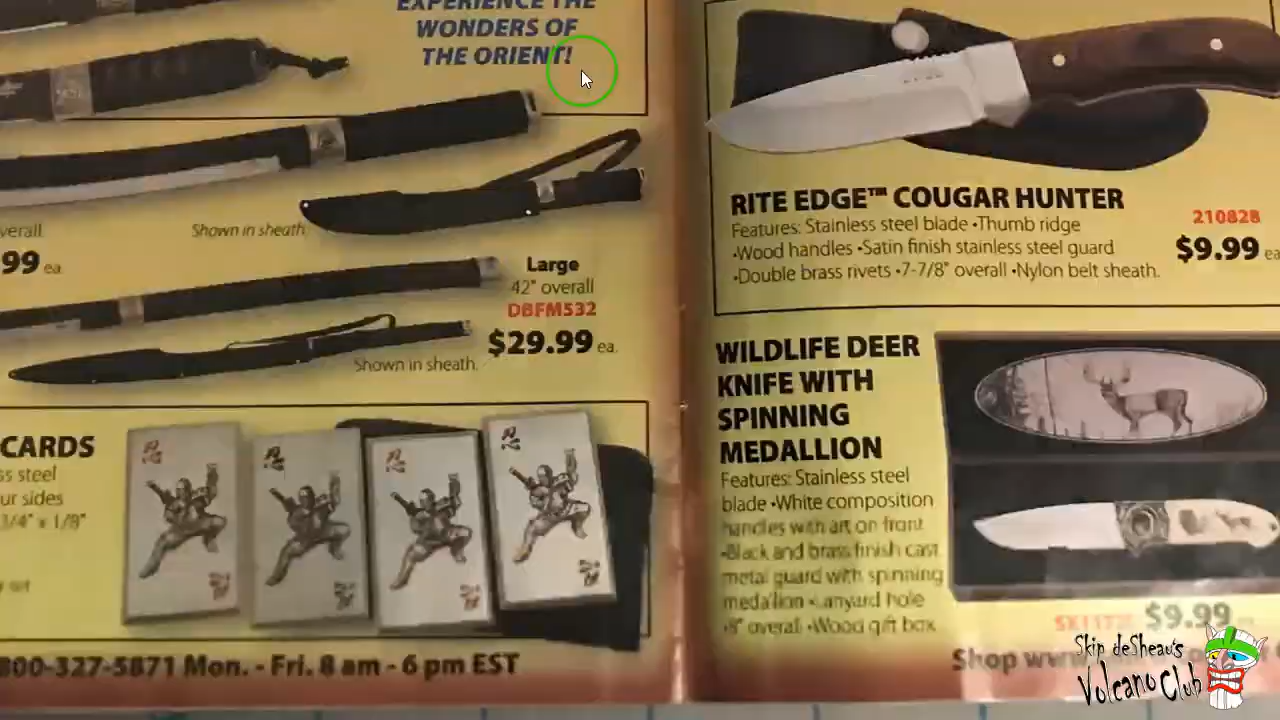 EXPERIENCE THE
WONDERS OF
THE ORIENT!
Shown in sheath.
99 ea.
Large
42" overall
DBFM532
$29.99 ea.
Shown in sheath.
CARDS
ss steel
ur sides
3/4" x 1/8"
800-327-5871 Mon. - Fri. 8 am - 6 pm EST
RITE EDGE™ COUGAR HUNTER
Features: Stainless steel blade •Thumb ridge
•Wood handles •Satin finish stainless steel guard
•Double brass rivets •7-7/8" overall •Nylon belt sheath.
210828
$9.99 ea
WILDLIFE DEER
KNIFE WITH
SPINNING
MEDALLION
Features: Stainless steel
blade •White composition
handles with art on front
•Black and brass finish cast
metal guard with spinning
medallion •Lanyard hole
•8" overall •Wood gift box.
$9.99
Shop
Skip deSheau's
Volcano Club